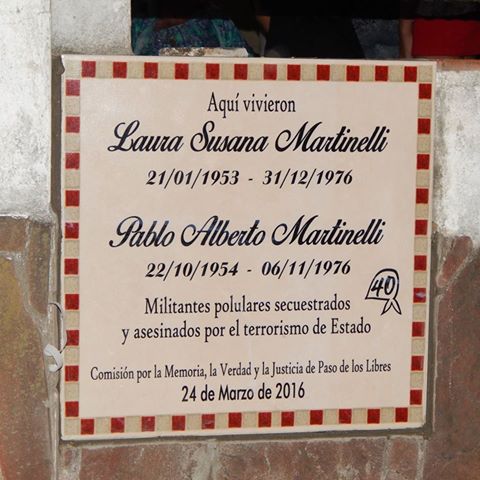 Aquí vivieron
Laura Susana Martinelli
21/01/1953 - 31/12/1976
Pablo Alberto Martinelli
22/10/1954 - 06/11/1976
40
Militantes polulares secuestrados
y asesinados por el terrorismo de Estado
Comisión por la Memoria, la Verdad y la Justicia de Paso de los Libres
24 de Marzo de 2016